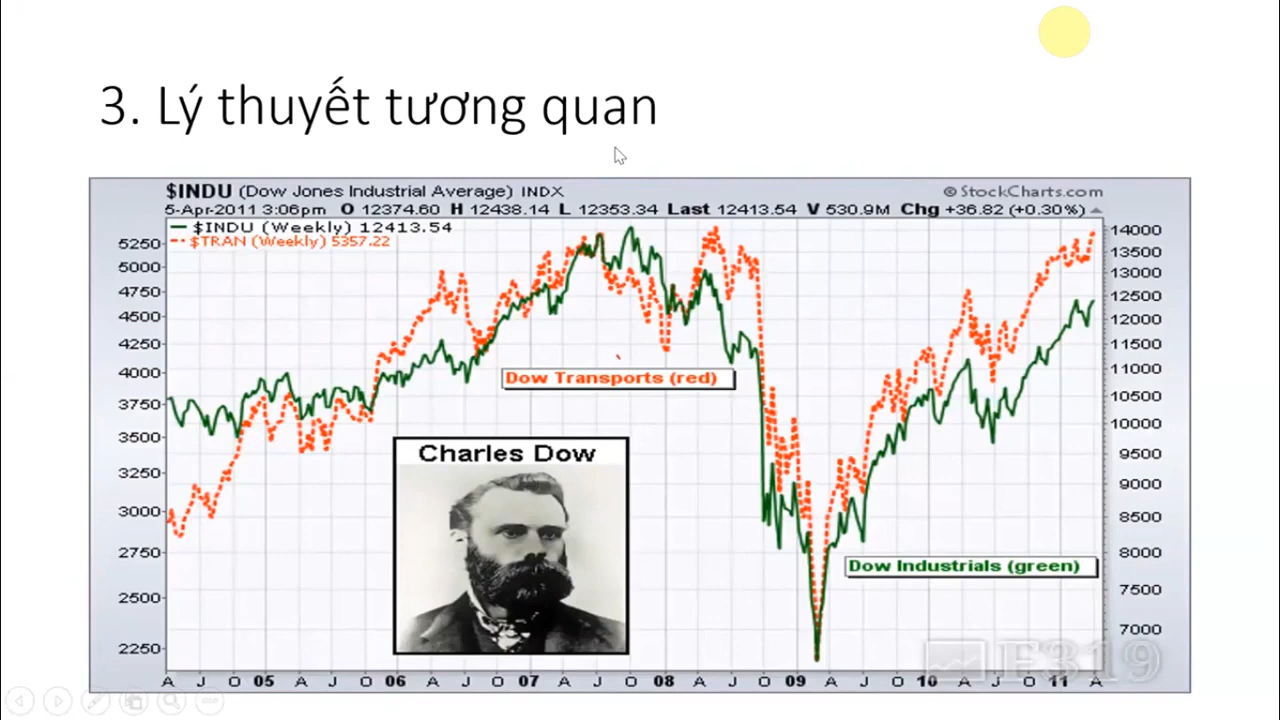 3. Lý thuyết tương quan
$INDU (Dow Jones Industrial Average) INDX
© StockCharts.com
5-Apr-2011 3:06pm O 12374.60 H 12438.14 L 12353.34 Last 12413.54 V 530.9M Chg +36.82 (+0.30%)
$INDU (Weekly) 12413.54
$TRAN (Weekly) 5357.22
5250
5000
4750
4500
4250
4000
3750
3500
3250
3000
2750
2500
2250
14000
13500
13000
12500
12000
11500
11000
10500
10000
9500
9000
8500
8000
7500
7000
Dow Transports (red)
Charles Dow
Dow Industrials (green)
F319
A J O 05 A J O 06 A J O 07 A J O 08 A J O 09 A J O 10 A J O 11 A